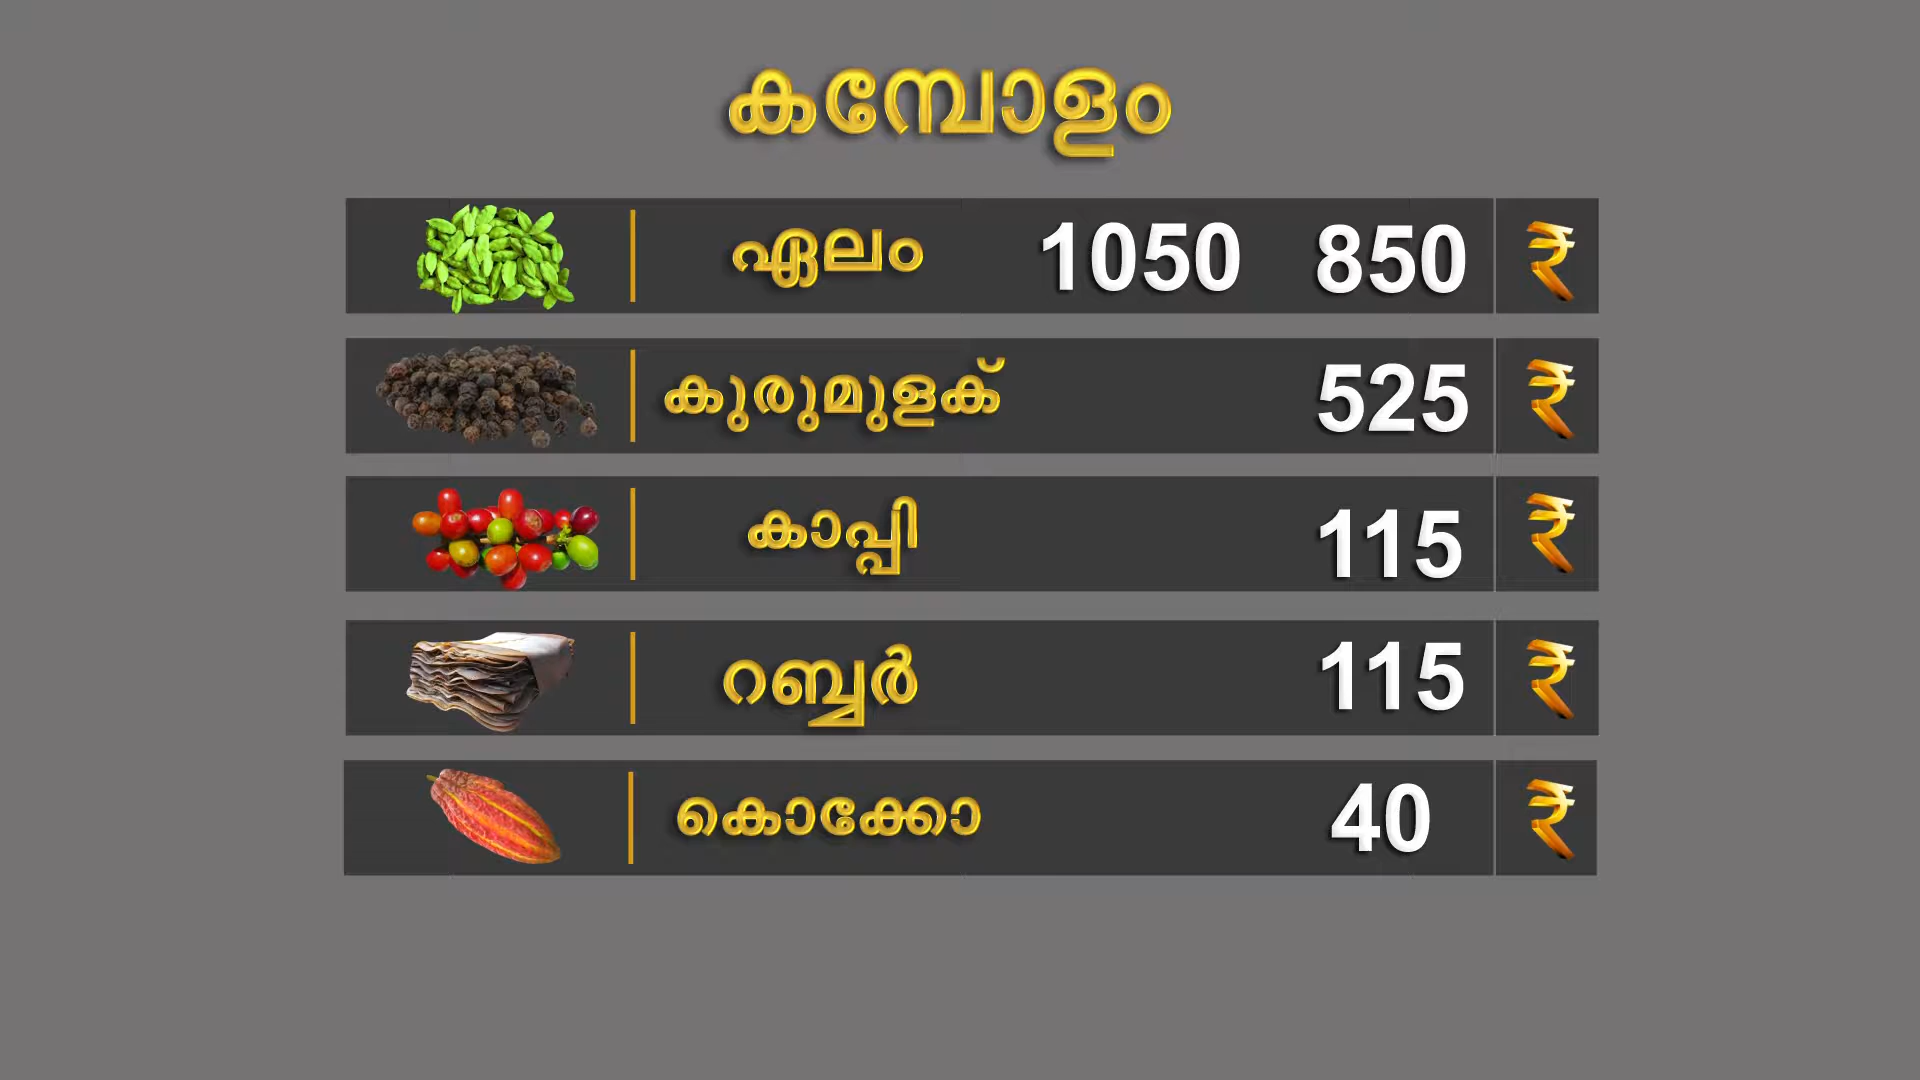 കമ്പോളം
ഏലം 1050 850 ₹
കുരുമുളക് 525 ₹
കാപ്പി 115 ₹
റബ്ബർ 115 ₹
കൊക്കോ 40 ₹